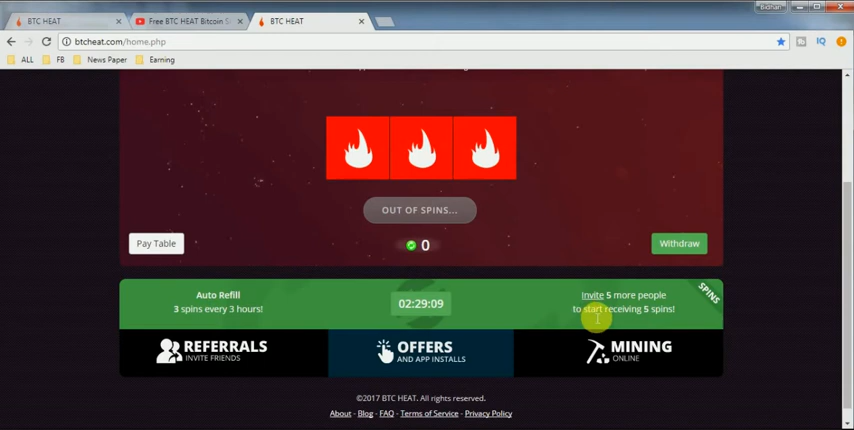 Bidhan
BTC HEAT
Free BTC HEAT Bitcoin S
BTC HEAT
btcheat.com/home.php
IQ
ALL
FB
News Paper
Earning
OUT OF SPINS...
Pay Table
0
Withdraw
Auto Refill
3 spins every 3 hours!
02:29:09
Invite 5 more people
to start receiving 5 spins!
SPINS
REFERRALS
INVITE FRIENDS
OFFERS
AND APP INSTALLS
MINING
ONLINE
©2017 BTC HEAT. All rights reserved.
About - Blog - FAQ - Terms of Service - Privacy Policy